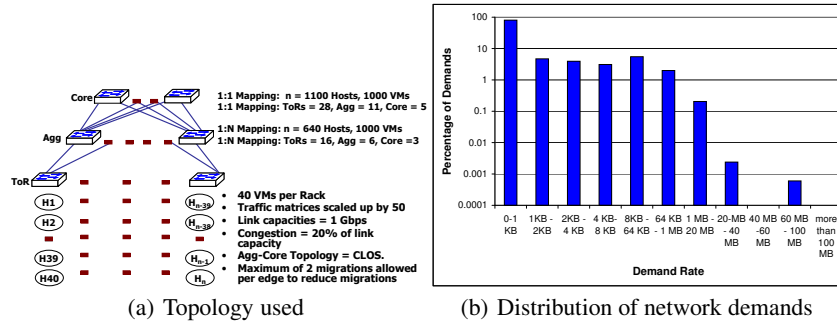 Core
1:1 Mapping: n = 1100 Hosts, 1000 VMs
1:1 Mapping: ToRs = 28, Agg = 11, Core = 5
Agg
1:N Mapping: n = 640 Hosts, 1000 VMs
1:N Mapping: ToRs = 16, Agg = 6, Core =3
ToR
H1
H2
H39
H40
Hn-39
Hn-38
Hn-1
Hn
• 40 VMs per Rack
• Traffic matrices scaled up by 50
• Link capacities = 1 Gbps
• Congestion = 20% of link
capacity
• Agg-Core Topology = CLOS.
• Maximum of 2 migrations allowed
per edge to reduce migrations
(a) Topology used
Percentage of Demands
100
10
1
0.1
0.01
0.001
0.0001
0-1
KB
1KB -
2KB
2KB -
4 KB
4 KB-
8 KB
8KB -
64 KB
64 KB
- 1 MB
1 MB -
20 MB
20-MB
- 40
MB
40 MB
-60
MB
60 MB
- 100
MB
more
than
100
MB
Demand Rate
(b) Distribution of network demands